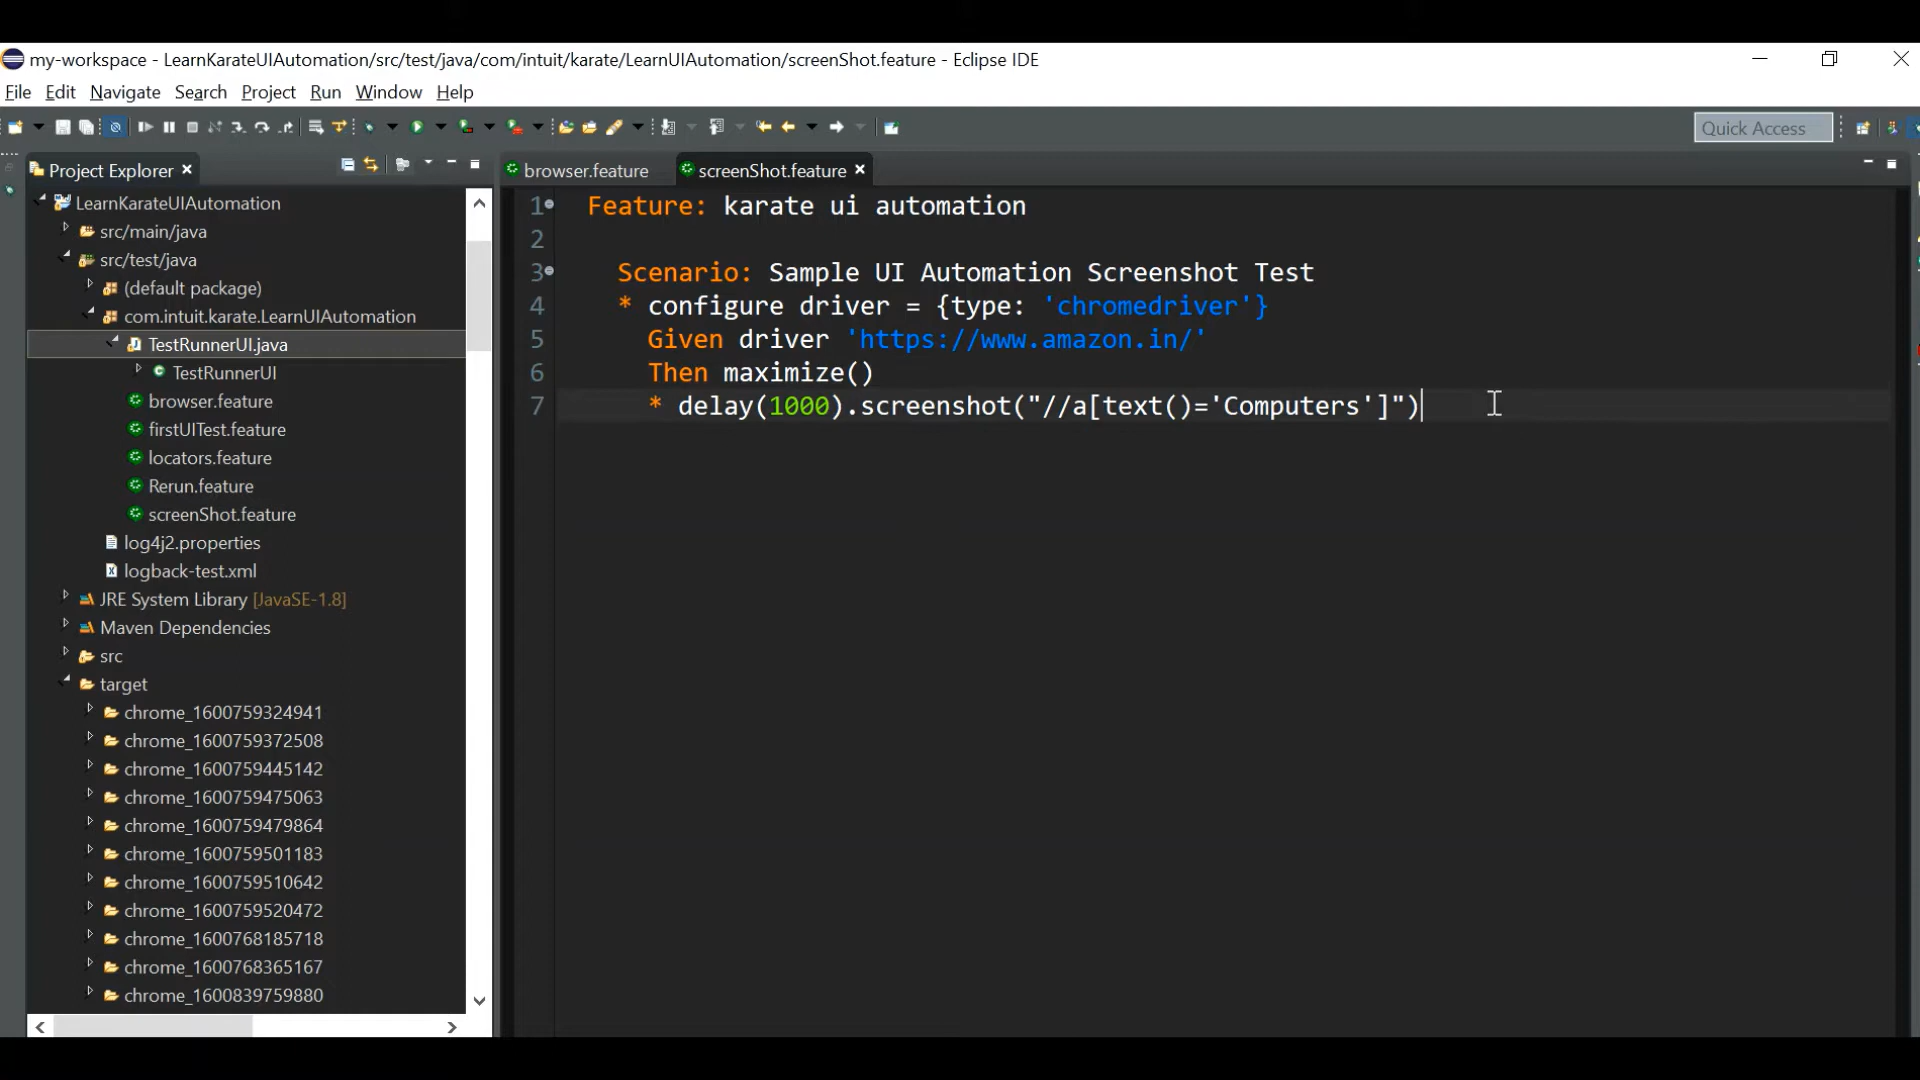 my-workspace - LearnKarateUIAutomation/src/test/java/com/intuit/karate/LearnUIAutomation/screenShot.feature - Eclipse IDE
File Edit Navigate Search Project Run Window Help
Quick Access
Project Explorer
browser.feature
screenShot.feature
LearnKarateUIAutomation
src/main/java
src/test/java
(default package)
com.intuit.karate.LearnUIAutomation
TestRunnerUI.java
TestRunnerUI
browser.feature
firstUITest.feature
locators.feature
Rerun.feature
screenShot.feature
log4j2.properties
logback-test.xml
JRE System Library [JavaSE-1.8]
Maven Dependencies
src
target
chrome_1600759324941
chrome_1600759372508
chrome_1600759445142
chrome_1600759475063
chrome_1600759479864
chrome_1600759501183
chrome_1600759510642
chrome_1600759520472
chrome_1600768185718
chrome_1600768365167
chrome_1600839759880
1 Feature: karate ui automation
2
3 Scenario: Sample UI Automation Screenshot Test
4 * configure driver = {type: 'chromedriver'}
5 Given driver 'https://www.amazon.in/'
6 Then maximize()
7 * delay(1000).screenshot("//a[text()='Computers']")